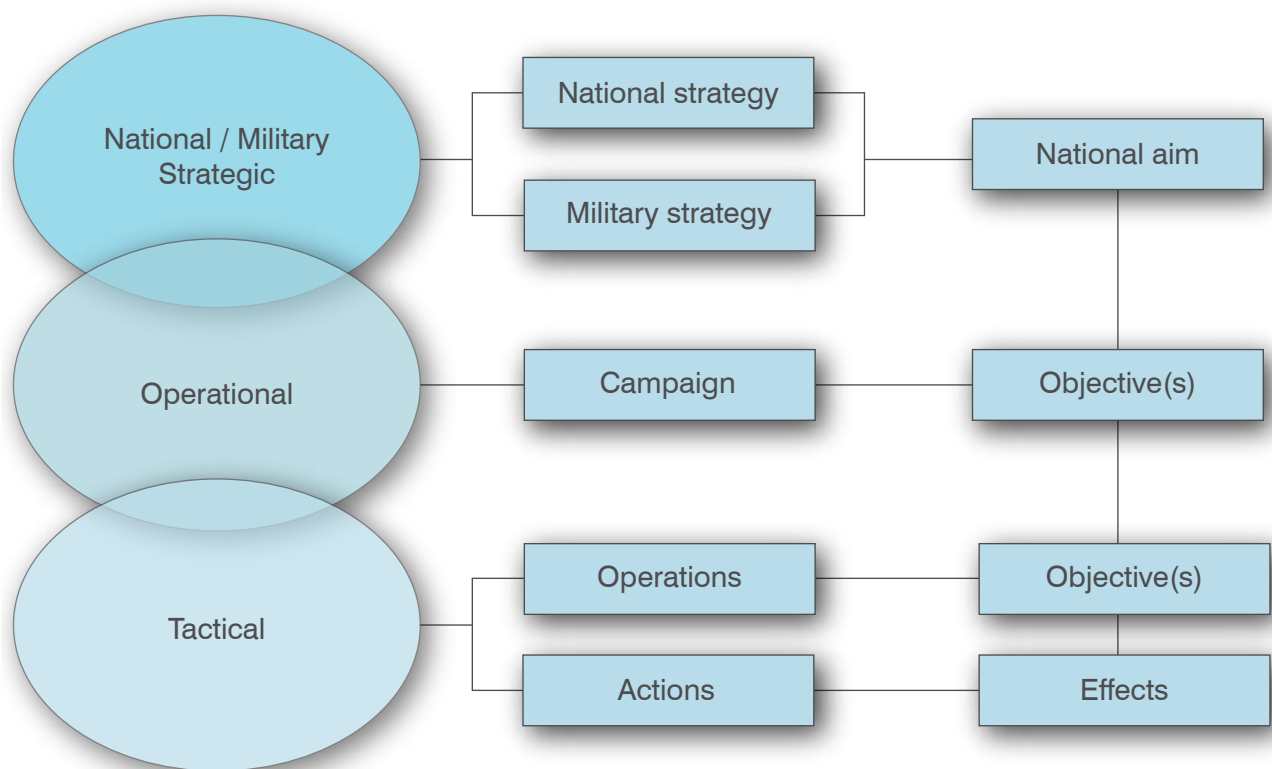 National / Military
Strategic
National strategy
Military strategy
National aim
Operational
Campaign
Objective(s)
Tactical
Operations
Objective(s)
Actions
Effects